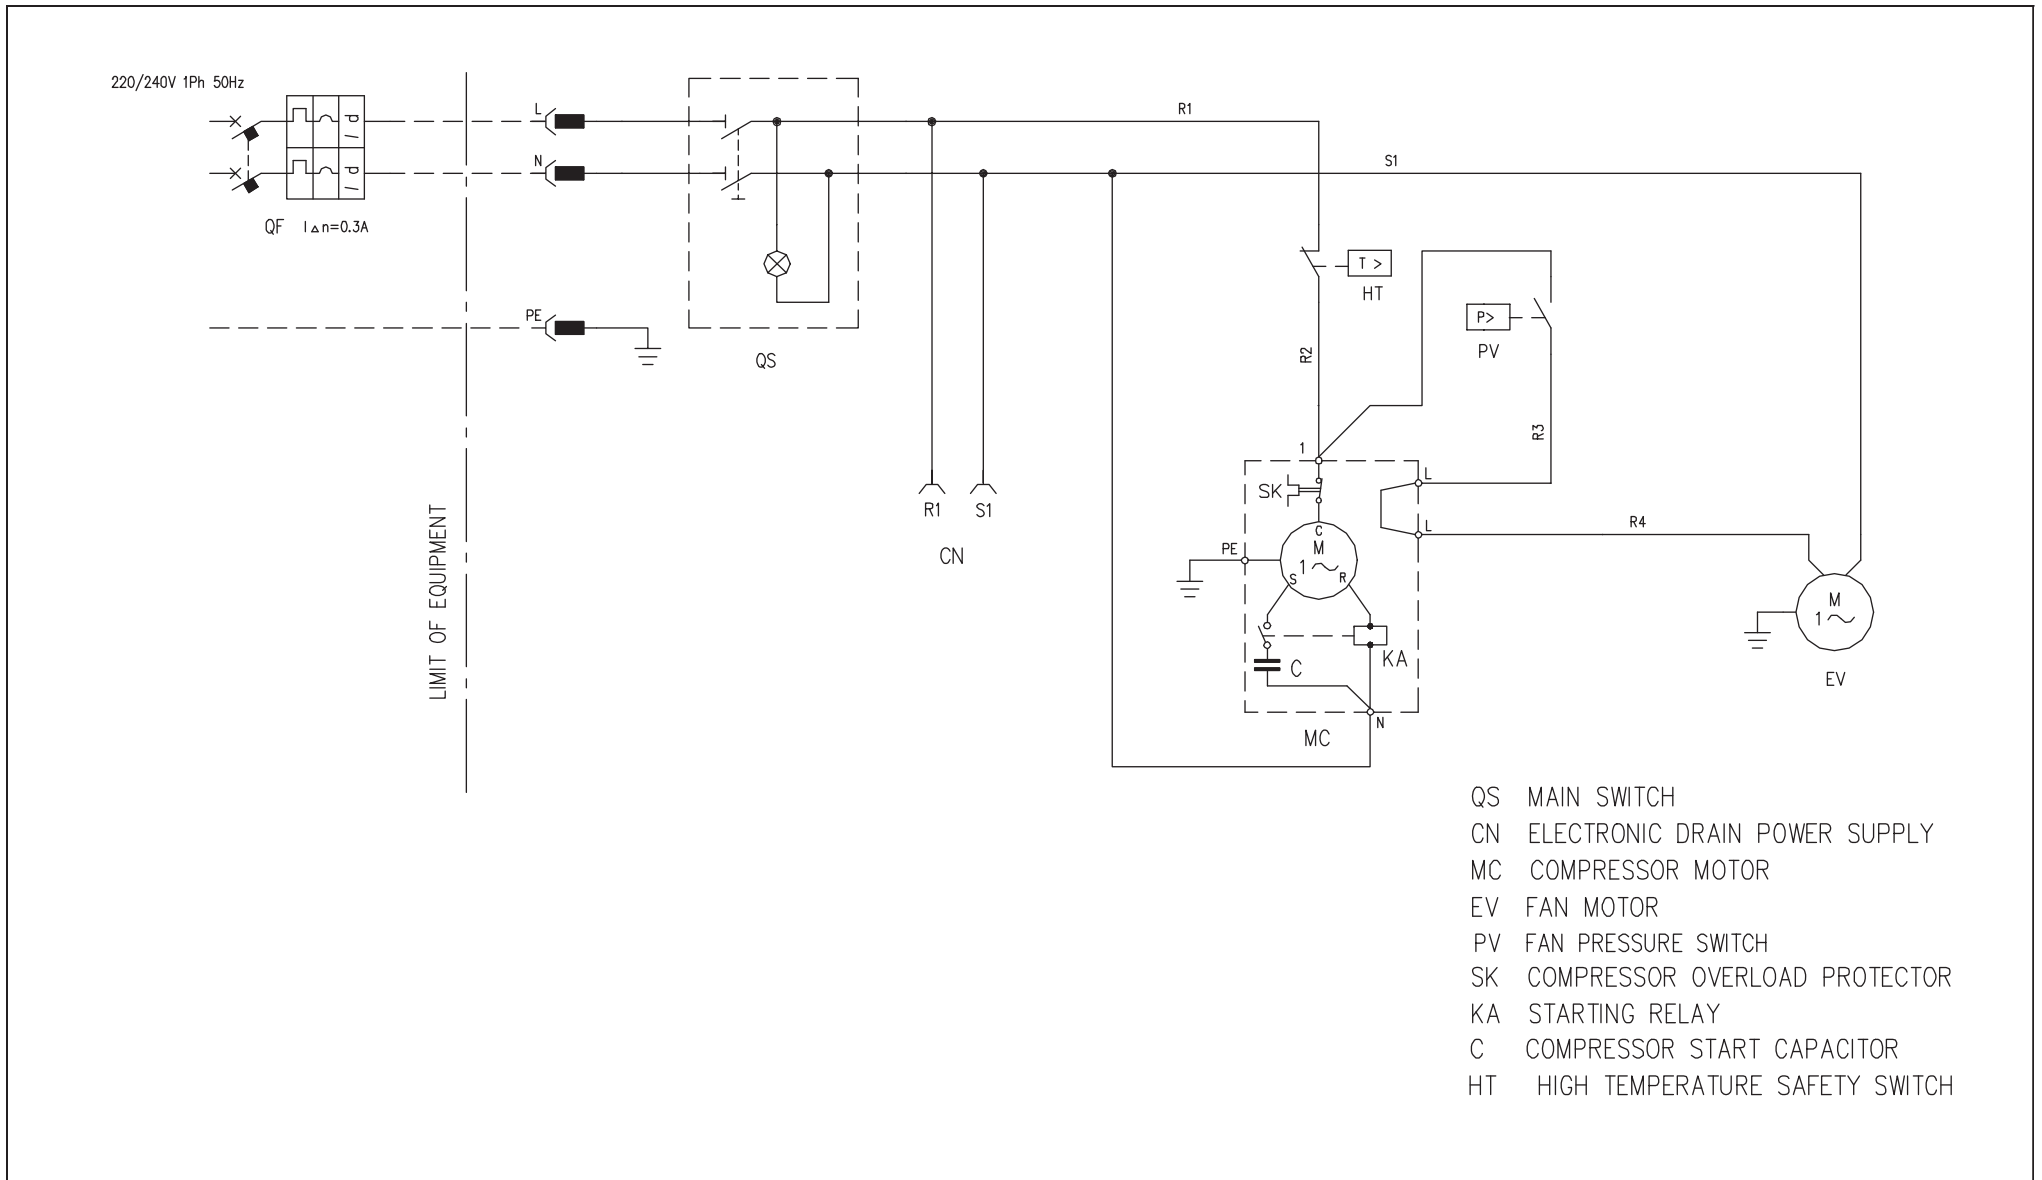 220/240V 1Ph 50Hz
L
R1
N
S1
I d
I d
QF I△n=0.3A
T >
HT
P>
PV
PE
QS
R2
R3
1
L
SK
R1
S1
C
R4
L
CN
M
PE
1
S
R
M
1
LIMIT OF EQUIPMENT
C
KA
EV
N
MC
QS MAIN SWITCH
CN ELECTRONIC DRAIN POWER SUPPLY
MC COMPRESSOR MOTOR
EV FAN MOTOR
PV FAN PRESSURE SWITCH
SK COMPRESSOR OVERLOAD PROTECTOR
KA STARTING RELAY
C COMPRESSOR START CAPACITOR
HT HIGH TEMPERATURE SAFETY SWITCH